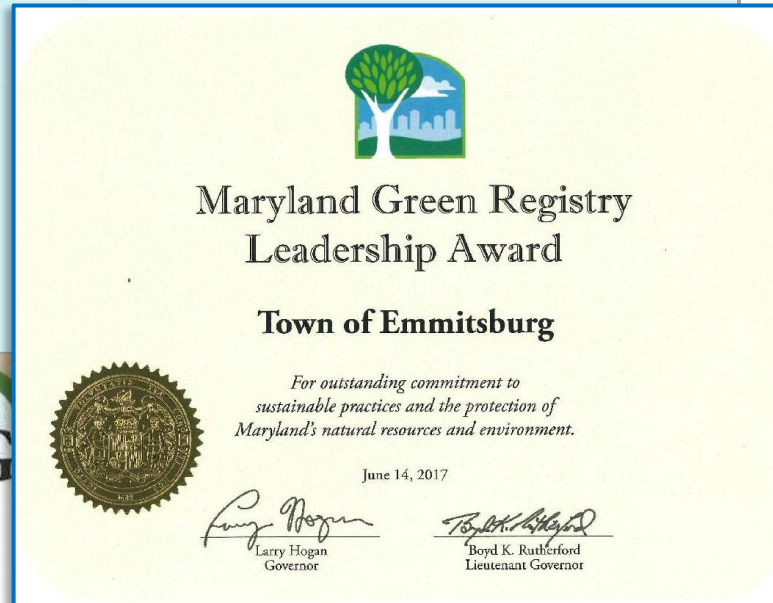 Maryland Green Registry
Leadership Award
Town of Emmitsburg
For outstanding commitment to
sustainable practices and the protection of
Maryland's natural resources and environment.
June 14, 2017
Larry Hogan
Governor
Boyd K. Rutherford
Lieutenant Governor